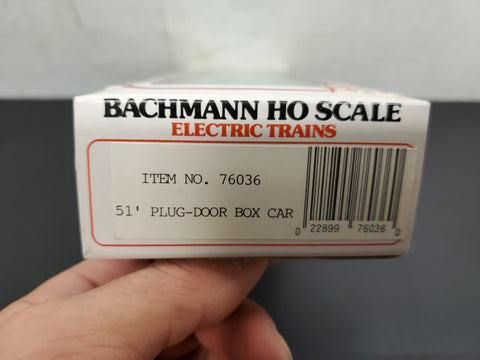 BACHMANN HO SCALE
ELECTRIC TRAINS
ITEM NO. 76036
51' PLUG-DOOR BOX CAR
0 22899 76036 0